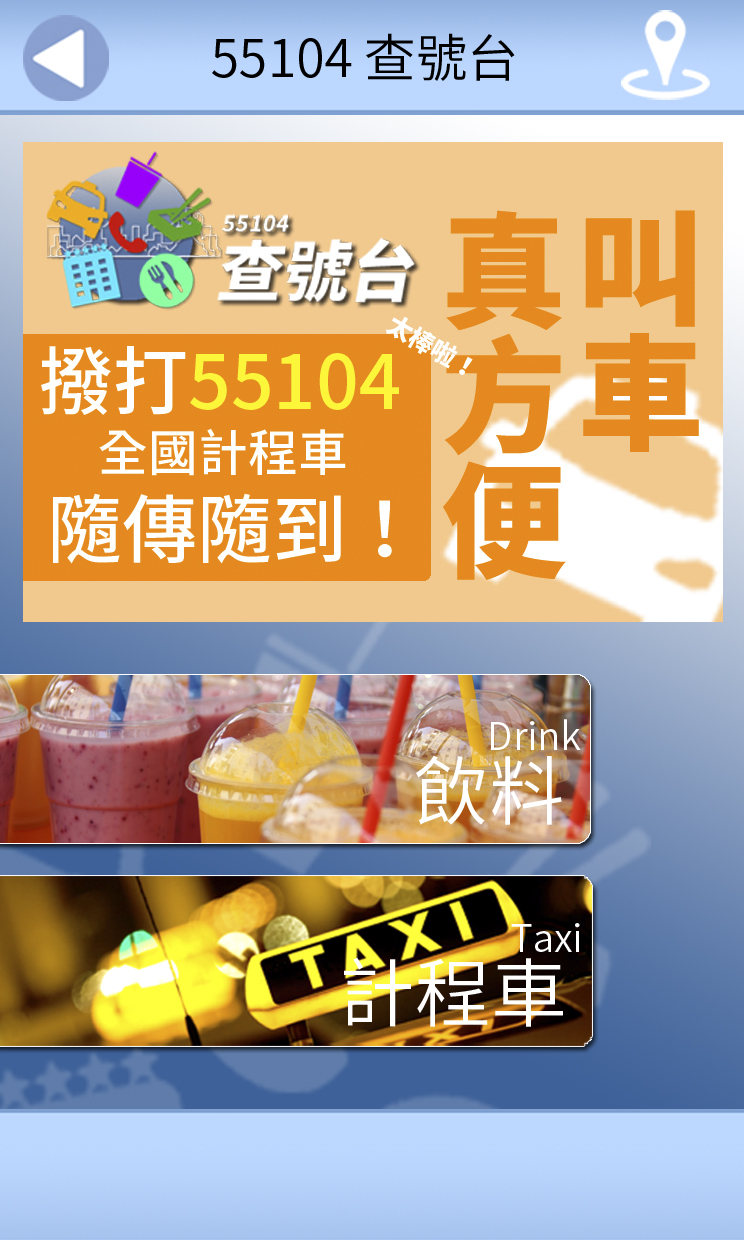 55104 查號台
55104
查號台
叫車
真方便
太棒啦！
撥打55104
全國計程車
隨傳隨到！
Drink
飲料
TAXI
Taxi
計程車